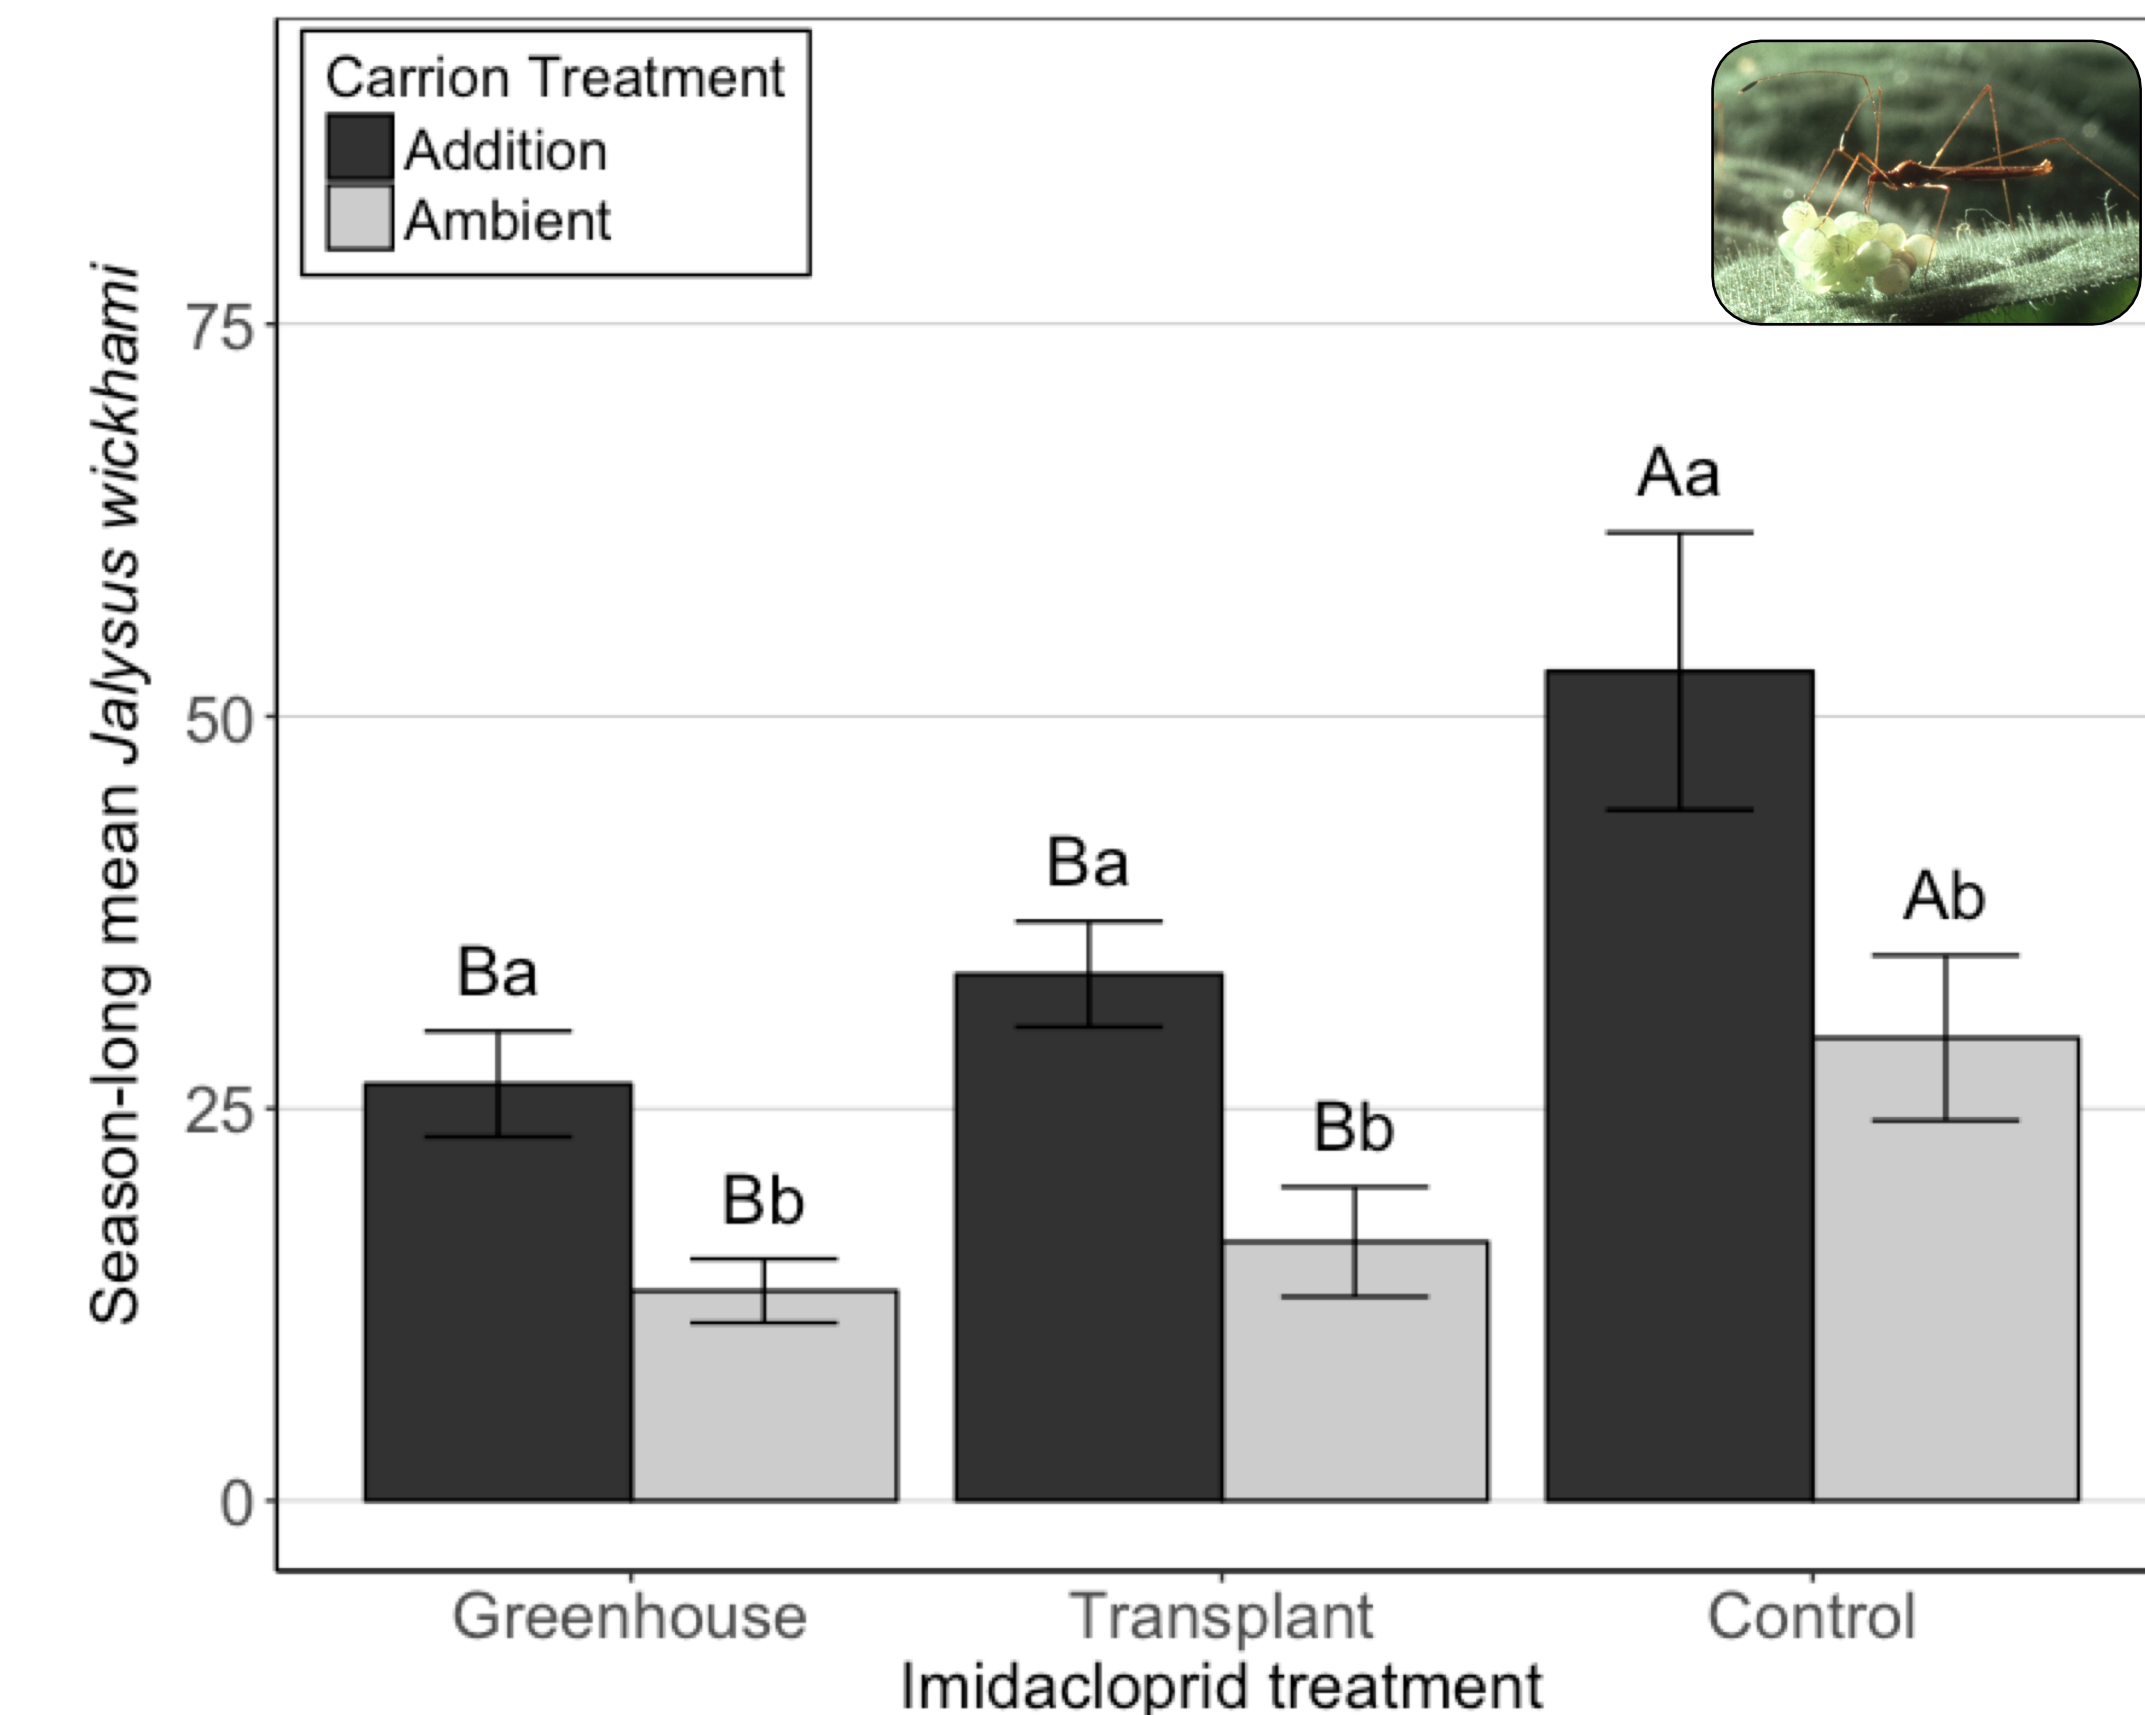 Carrion Treatment
Addition
Ambient
Season-long mean Jalysus wickhami
75
50
25
0
Aa
Ab
Ba
Ba
Bb
Bb
Greenhouse
Transplant
Control
Imidacloprid treatment